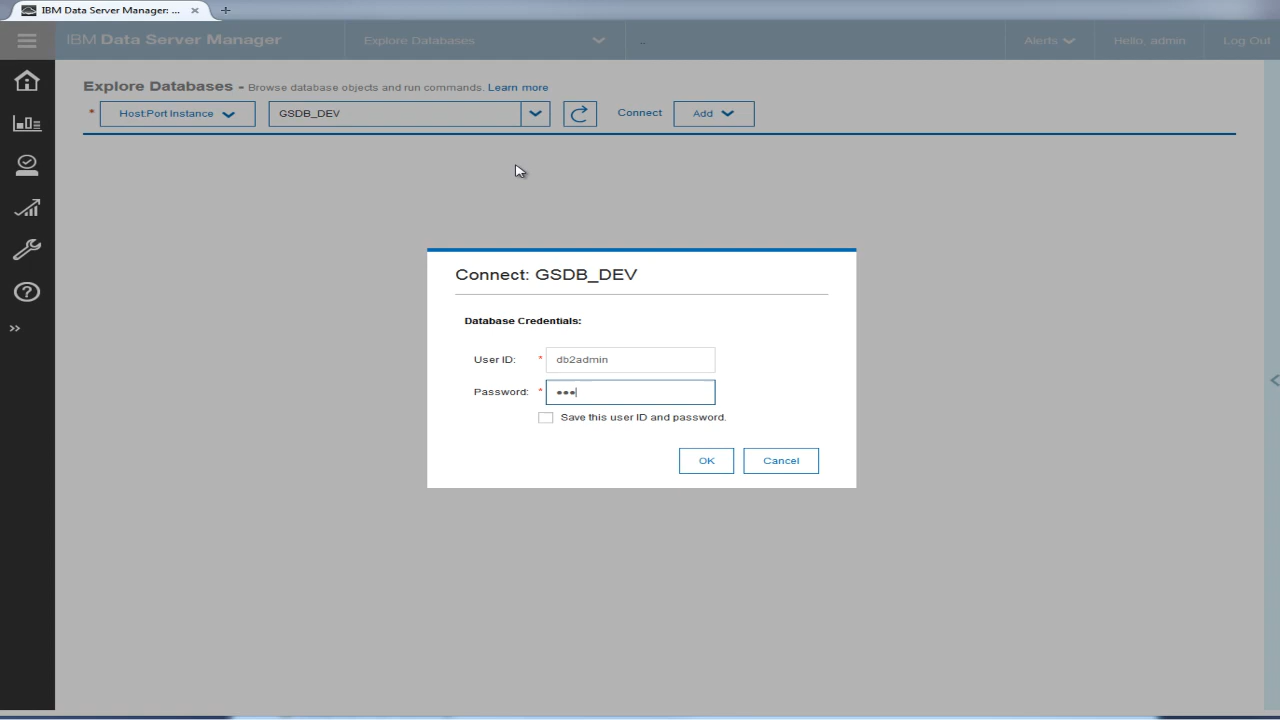 IBM Data Server Manager: ...
IBM Data Server Manager
Explore Databases
Alerts
Hello, admin
Log Out
Explore Databases - Browse database objects and run commands. Learn more
* Host:Port Instance
GSDB_DEV
Connect
Add
Connect: GSDB_DEV
Database Credentials:
User ID: * db2admin
Password: * •••
Save this user ID and password.
OK
Cancel